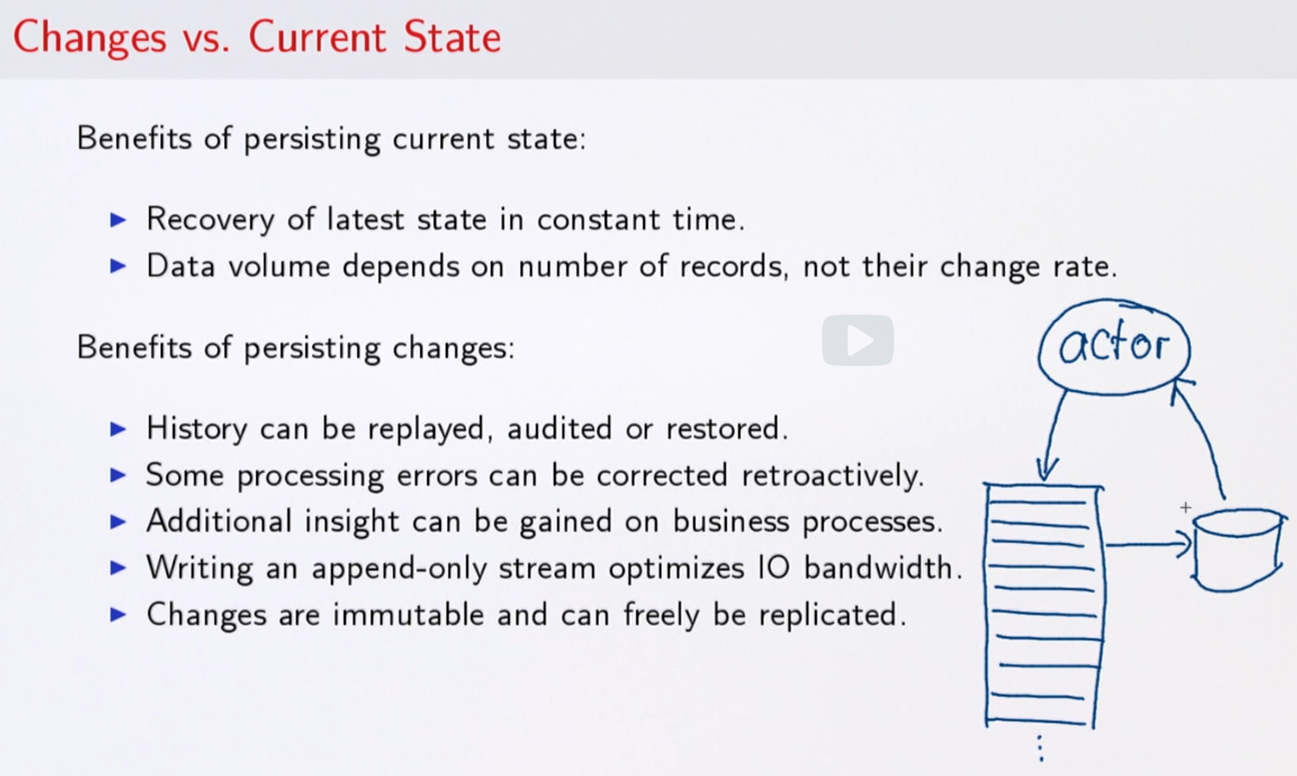 Changes vs. Current State
Benefits of persisting current state:
Recovery of latest state in constant time.
Data volume depends on number of records, not their change rate.
Benefits of persisting changes:
History can be replayed, audited or restored.
Some processing errors can be corrected retroactively.
Additional insight can be gained on business processes.
Writing an append-only stream optimizes IO bandwidth.
Changes are immutable and can freely be replicated.
actor